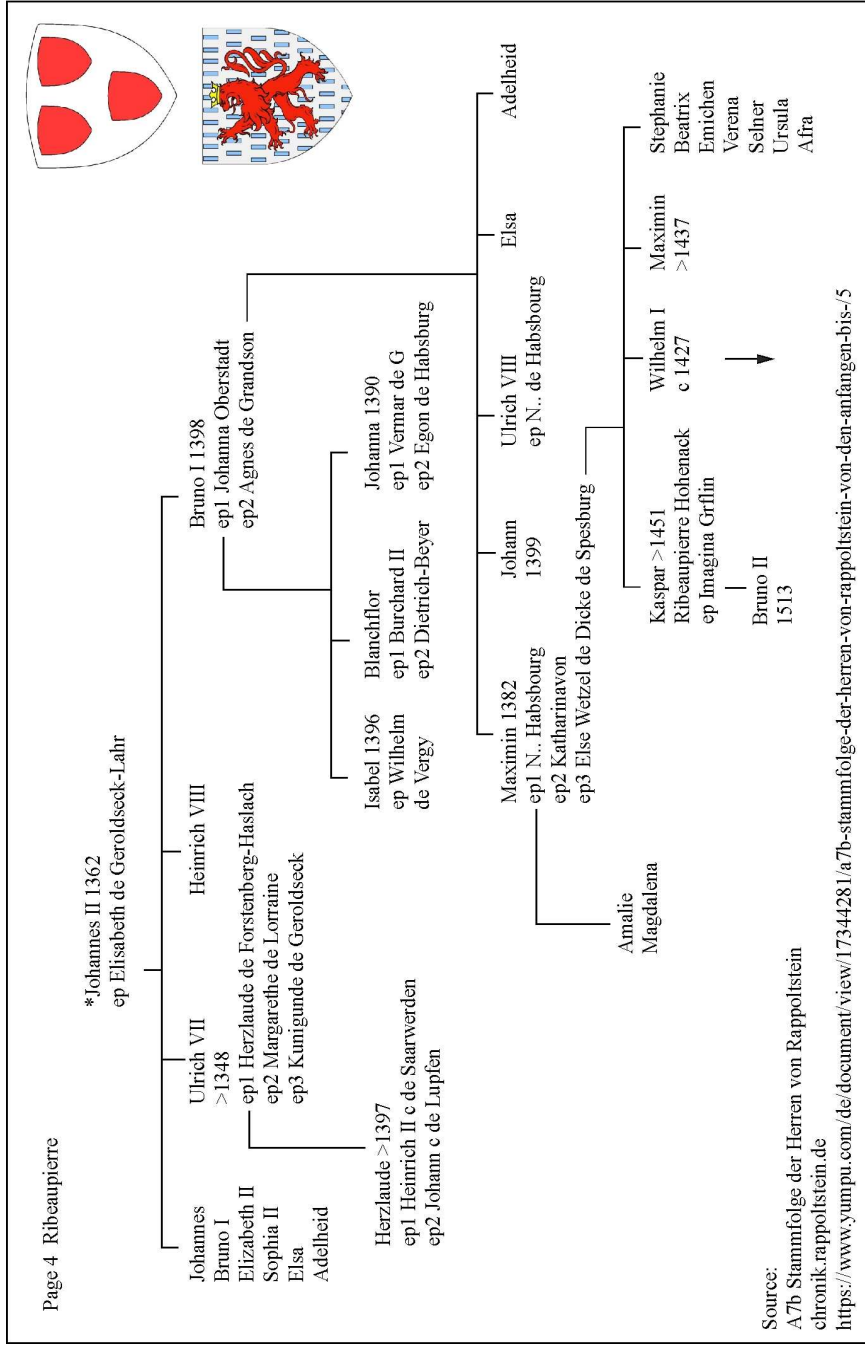 Page 4  Ribeaupierre
*Johannes II 1362
ep Elisabeth de Geroldseck-Lahr
Johannes
Bruno I
Elizabeth II
Sophia II
Elsa
Adelheid
Ulrich VII
>1348
ep1 Herzlaude de Forstenberg-Haslach
ep2 Margarethe de Lorraine
ep3 Kunigunde de Geroldseck
Heinrich VIII
Bruno I 1398
ep1 Johanna Oberstadt
ep2 Agnes de Grandson
Herzlaude >1397
ep1 Heinrich II c de Saarwerden
ep2 Johann c de Lupfen
Isabel 1396
ep Wilhelm
de Vergy
Blanchflor
ep1 Burchard II
ep2 Dietrich-Beyer
Johanna 1390
ep1 Vermar de G
ep2 Egon de Habsburg
Maximin 1382
ep1 N.. Habsbourg
ep2 Katharinavon
ep3 Else Wetzel de Dicke de Spesburg
Johann
1399
Ulrich VIII
ep N.. de Habsbourg
Elsa
Adelheid
Amalie
Magdalena
Kaspar >1451
Ribeaupierre Hohenack
ep Imagina Grflin
Wilhelm I
c 1427
Maximin
>1437
Stephanie
Beatrix
Emichen
Verena
Selner
Ursula
Afra
Bruno II
1513
Source:
A7b Stammfolge der Herren von Rappoltstein
chronik.rappoltstein.de
https://www.yumpu.com/de/document/view/17344281/a7b-stammfolge-der-herren-von-rappoltstein-von-den-anfangen-bis-/5